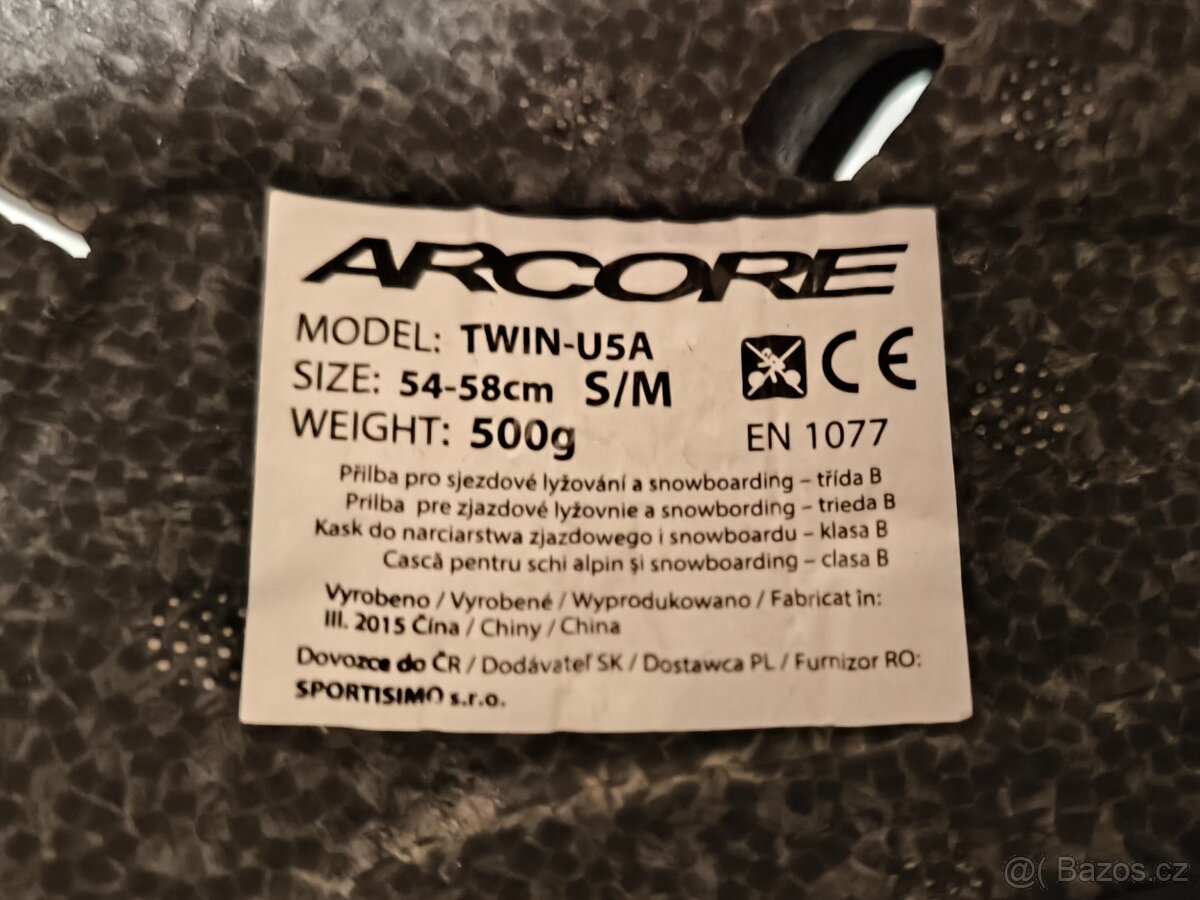 ARCORE
MODEL: TWIN-U5A
SIZE: 54-58cm S/M
WEIGHT: 500g
CE
EN 1077
Přilba pro sjezdové lyžování a snowboarding – třída B
Prilba pre zjazdové lyžovnie a snowbording – trieda B
Kask do narciarstwa zjazdowego i snowboardu – klasa B
Cască pentru schi alpin și snowboarding – clasa B
Vyrobeno / Vyrobené / Wyprodukowano / Fabricat în:
III. 2015 Čína / Chiny / China
Dovozce do ČR / Dodávateľ SK / Dostawca PL / Furnizor RO:
SPORTISIMO s.r.o.
@( Bazos.cz